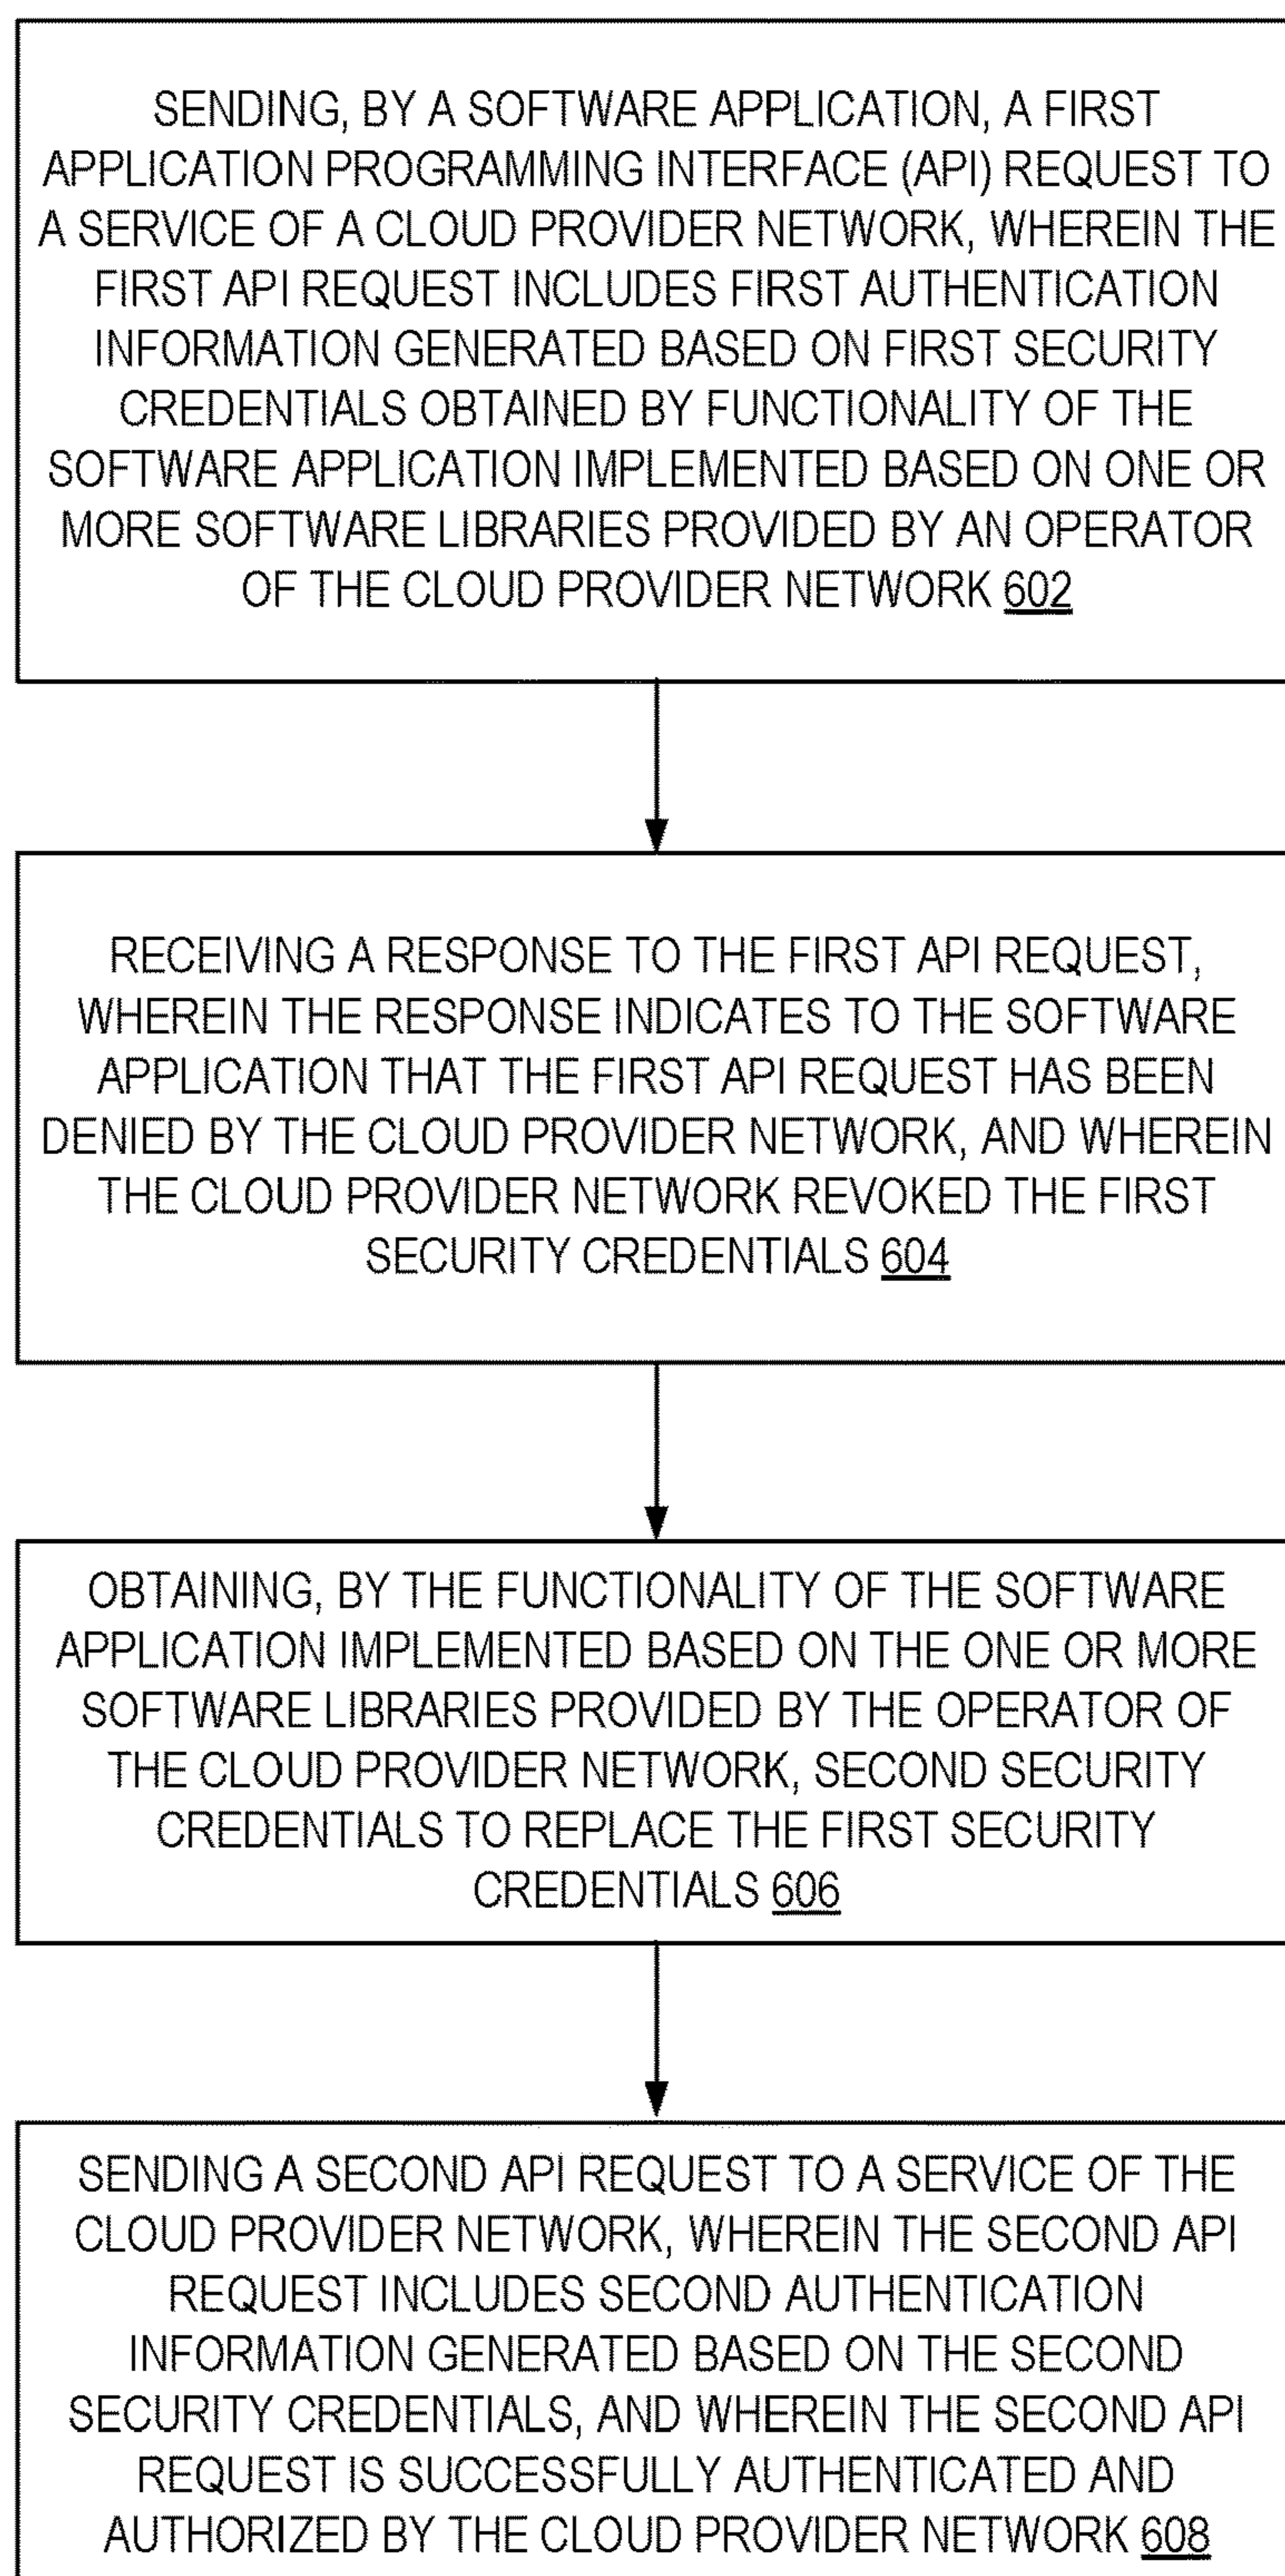 SENDING, BY A SOFTWARE APPLICATION, A FIRST
APPLICATION PROGRAMMING INTERFACE (API) REQUEST TO
A SERVICE OF A CLOUD PROVIDER NETWORK, WHEREIN THE
FIRST API REQUEST INCLUDES FIRST AUTHENTICATION
INFORMATION GENERATED BASED ON FIRST SECURITY
CREDENTIALS OBTAINED BY FUNCTIONALITY OF THE
SOFTWARE APPLICATION IMPLEMENTED BASED ON ONE OR
MORE SOFTWARE LIBRARIES PROVIDED BY AN OPERATOR
OF THE CLOUD PROVIDER NETWORK 602
RECEIVING A RESPONSE TO THE FIRST API REQUEST,
WHEREIN THE RESPONSE INDICATES TO THE SOFTWARE
APPLICATION THAT THE FIRST API REQUEST HAS BEEN
DENIED BY THE CLOUD PROVIDER NETWORK, AND WHEREIN
THE CLOUD PROVIDER NETWORK REVOKED THE FIRST
SECURITY CREDENTIALS 604
OBTAINING, BY THE FUNCTIONALITY OF THE SOFTWARE
APPLICATION IMPLEMENTED BASED ON THE ONE OR MORE
SOFTWARE LIBRARIES PROVIDED BY THE OPERATOR OF
THE CLOUD PROVIDER NETWORK, SECOND SECURITY
CREDENTIALS TO REPLACE THE FIRST SECURITY
CREDENTIALS 606
SENDING A SECOND API REQUEST TO A SERVICE OF THE
CLOUD PROVIDER NETWORK, WHEREIN THE SECOND API
REQUEST INCLUDES SECOND AUTHENTICATION
INFORMATION GENERATED BASED ON THE SECOND
SECURITY CREDENTIALS, AND WHEREIN THE SECOND API
REQUEST IS SUCCESSFULLY AUTHENTICATED AND
AUTHORIZED BY THE CLOUD PROVIDER NETWORK 608